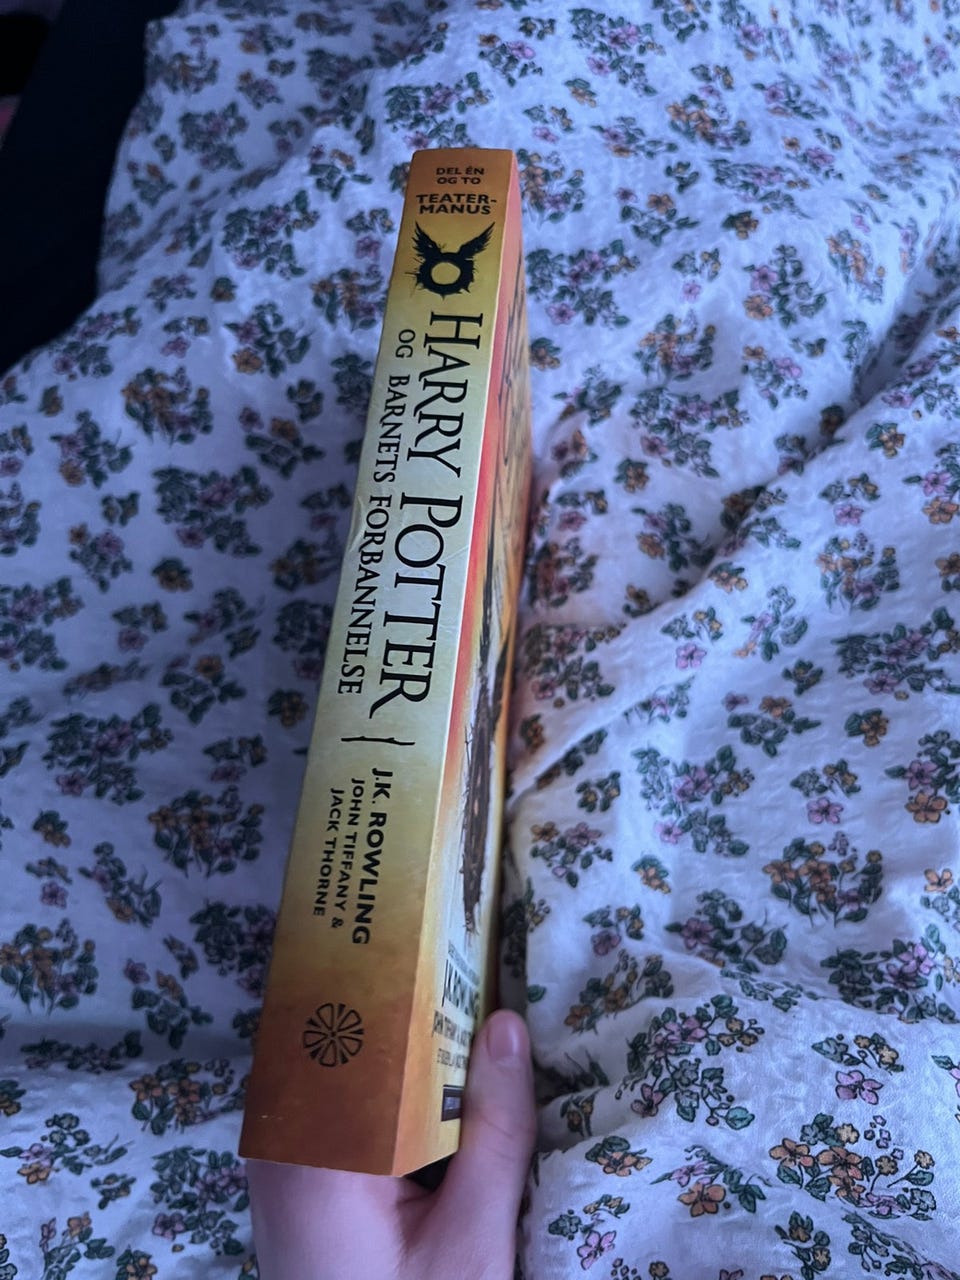 DEL ÉN
OG TO
TEATER-
MANUS
HARRY POTTER
OG BARNETS FORBANNELSE
J.K. ROWLING
JOHN TIFFANY &
JACK THORNE